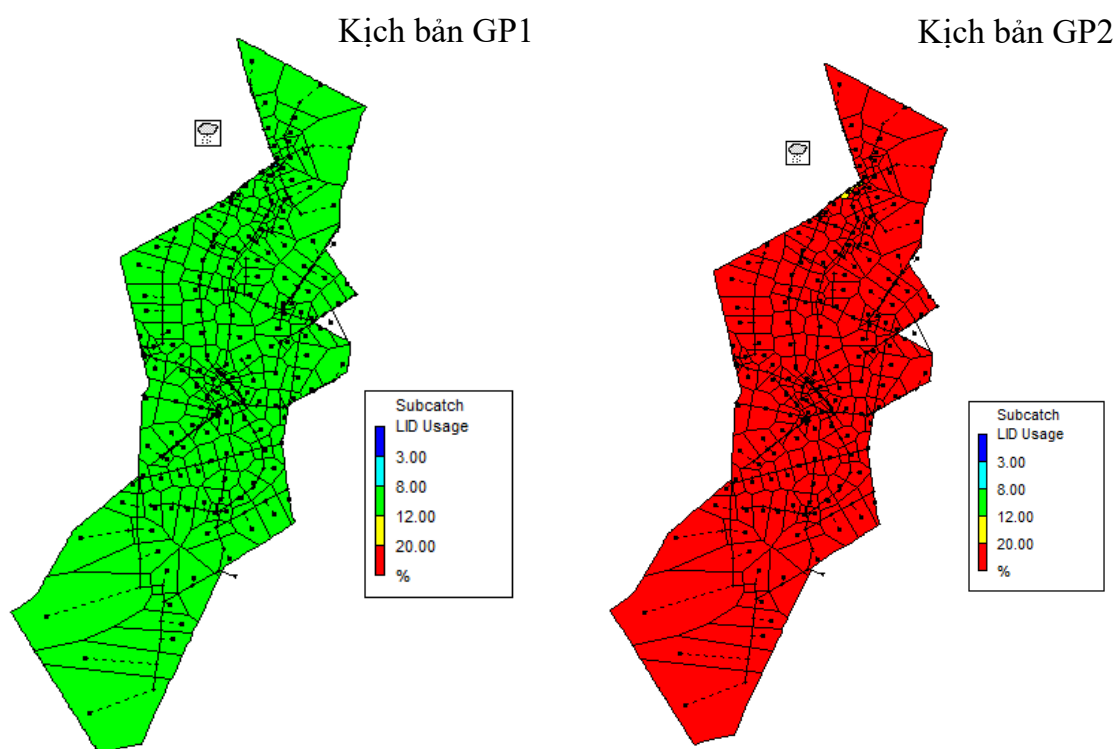 Kịch bản GP1
Kịch bản GP2
Subcatch
LID Usage
3.00
8.00
12.00
20.00
%
Subcatch
LID Usage
3.00
8.00
12.00
20.00
%